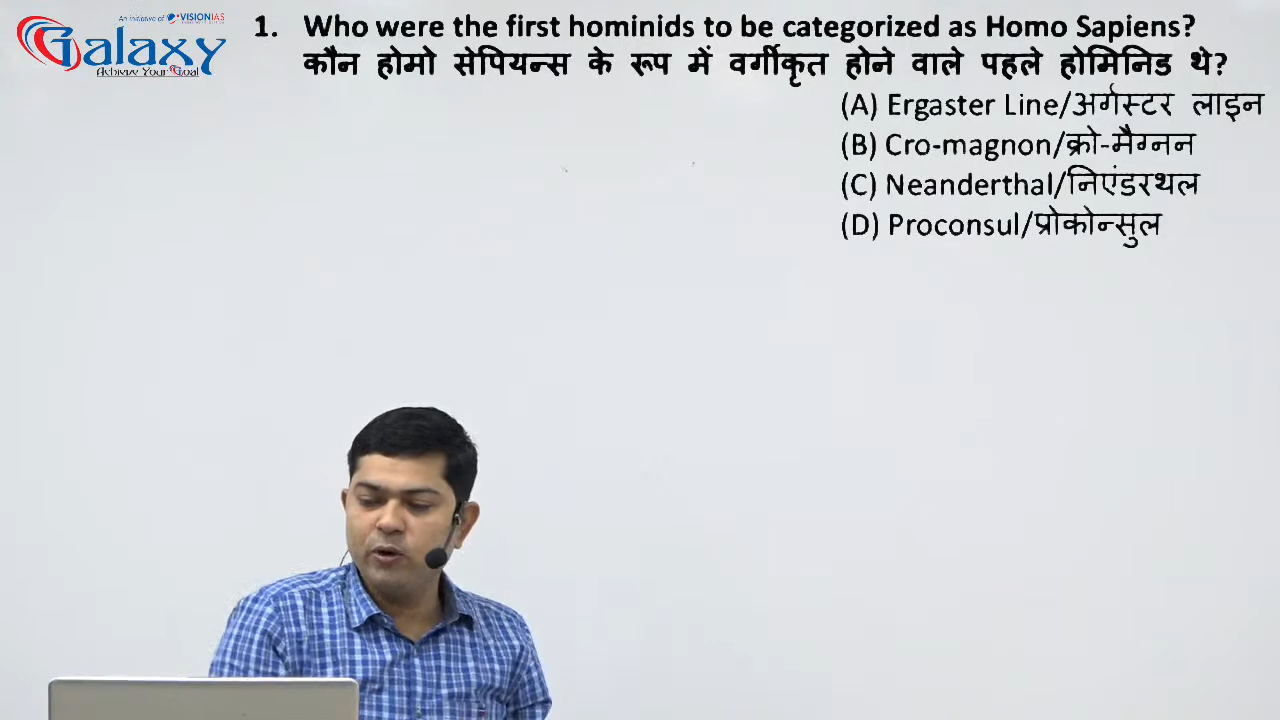 An initiative of VISIONIAS
Galaxy
Achieve Your Goal
1. Who were the first hominids to be categorized as Homo Sapiens?
कौन होमो सेपियन्स के रूप में वर्गीकृत होने वाले पहले होमिनिड थे?
(A) Ergaster Line/अर्गस्टर लाइन
(B) Cro-magnon/क्रो-मैग्नन
(C) Neanderthal/निएंडरथल
(D) Proconsul/प्रोकोन्सुल